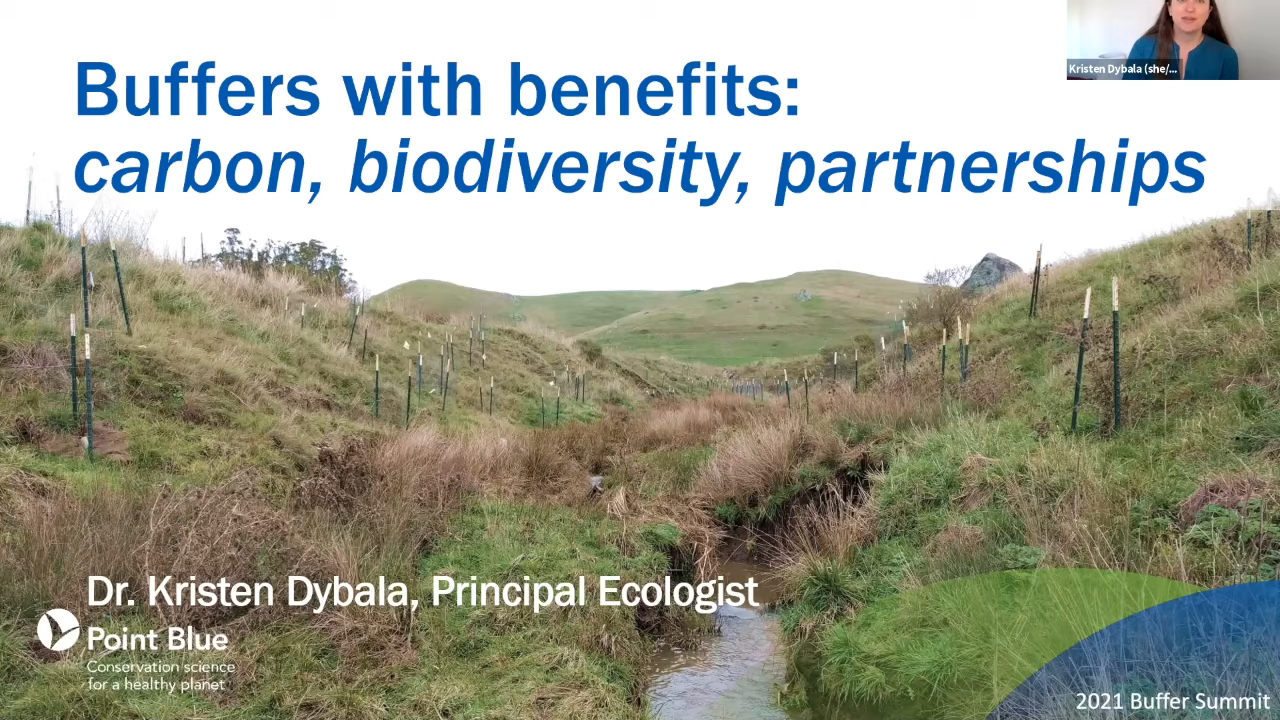 Buffers with benefits:
carbon, biodiversity, partnerships
Kristen Dybala (she/...
Dr. Kristen Dybala, Principal Ecologist
Point Blue
Conservation science
for a healthy planet
2021 Buffer Summit